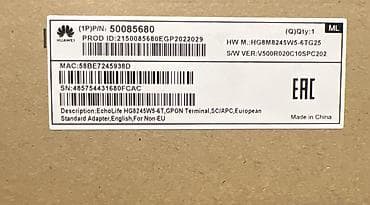 (1P)P/N: 50085680
(Q)Qty:1
ML
HUAWEI
PROD ID:2150085680EGP2022029
HW M.:HG8M8245W5-6TG25
S/W VER:V500R020C10SPC202
MAC:58BE7245938D
SN:485754431680FCAC
EAC
Made in China
Description:EchoLife HG8245W5-6T,GPON Terminal,SC/APC,European
Standard Adapter,English,For Non-EU